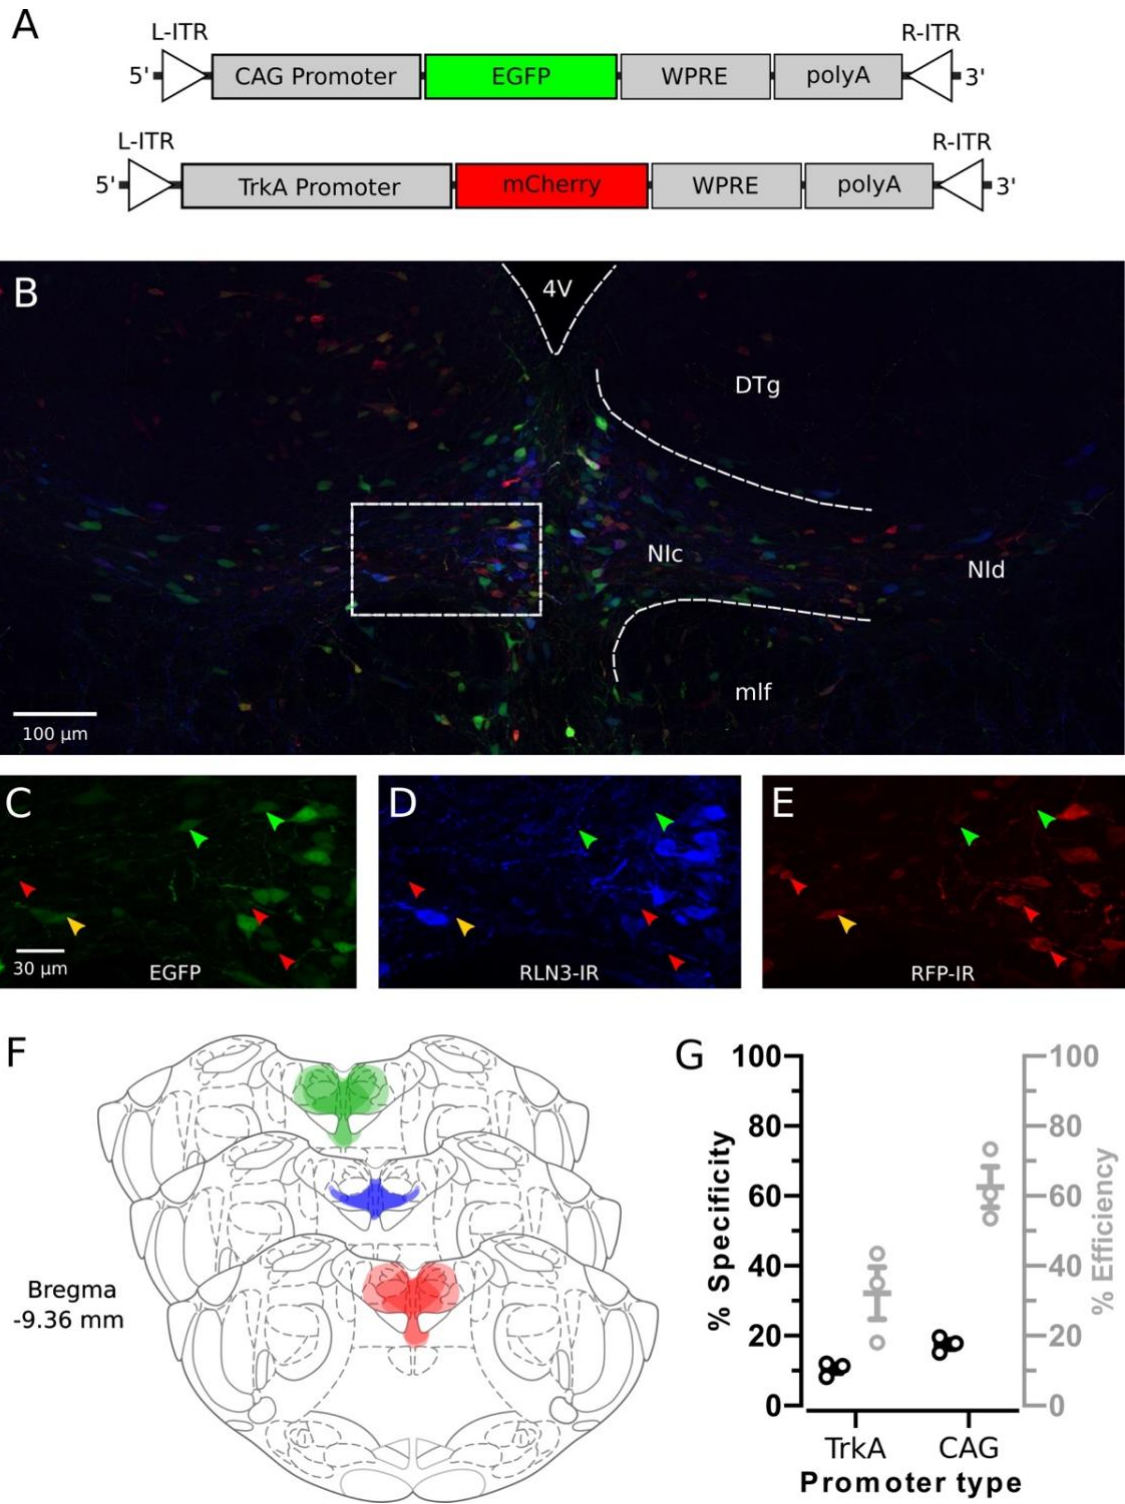 A
L-ITR
R-ITR
5'
CAG Promoter
EGFP
WPRE
polyA
3'
L-ITR
R-ITR
5'
TrkA Promoter
mCherry
WPRE
polyA
3'
B
4V
DTg
NIc
NId
mlf
100 µm
C
30 µm
EGFP
D
RLN3-IR
E
RFP-IR
F
Bregma
-9.36 mm
G
100
80
60
40
20
0
% Specificity
100
80
60
40
20
0
% Efficiency
TrkA
CAG
Promoter type